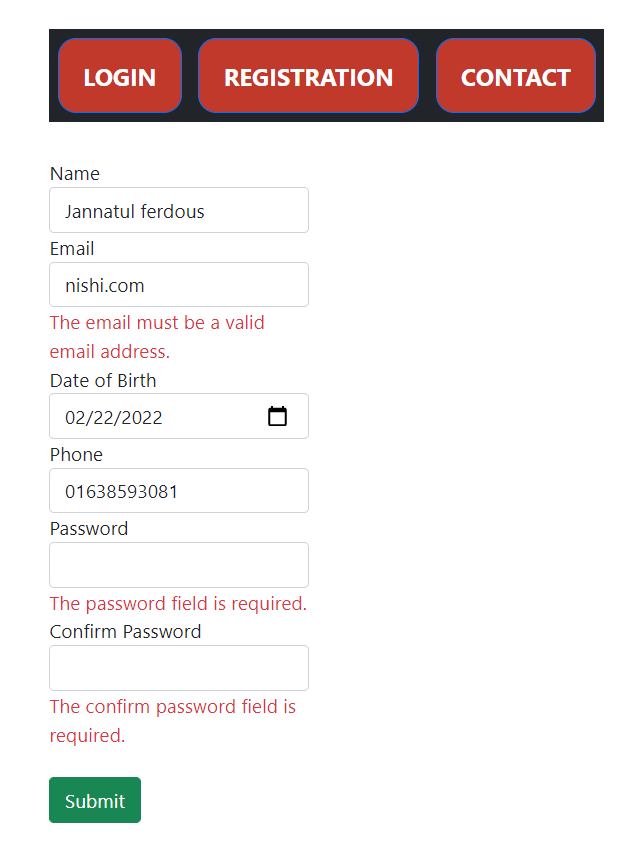 LOGIN REGISTRATION CONTACT
Name
Jannatul ferdous
Email
nishi.com
The email must be a valid
email address.
Date of Birth
02/22/2022
Phone
01638593081
Password
The password field is required.
Confirm Password
The confirm password field is
required.
Submit